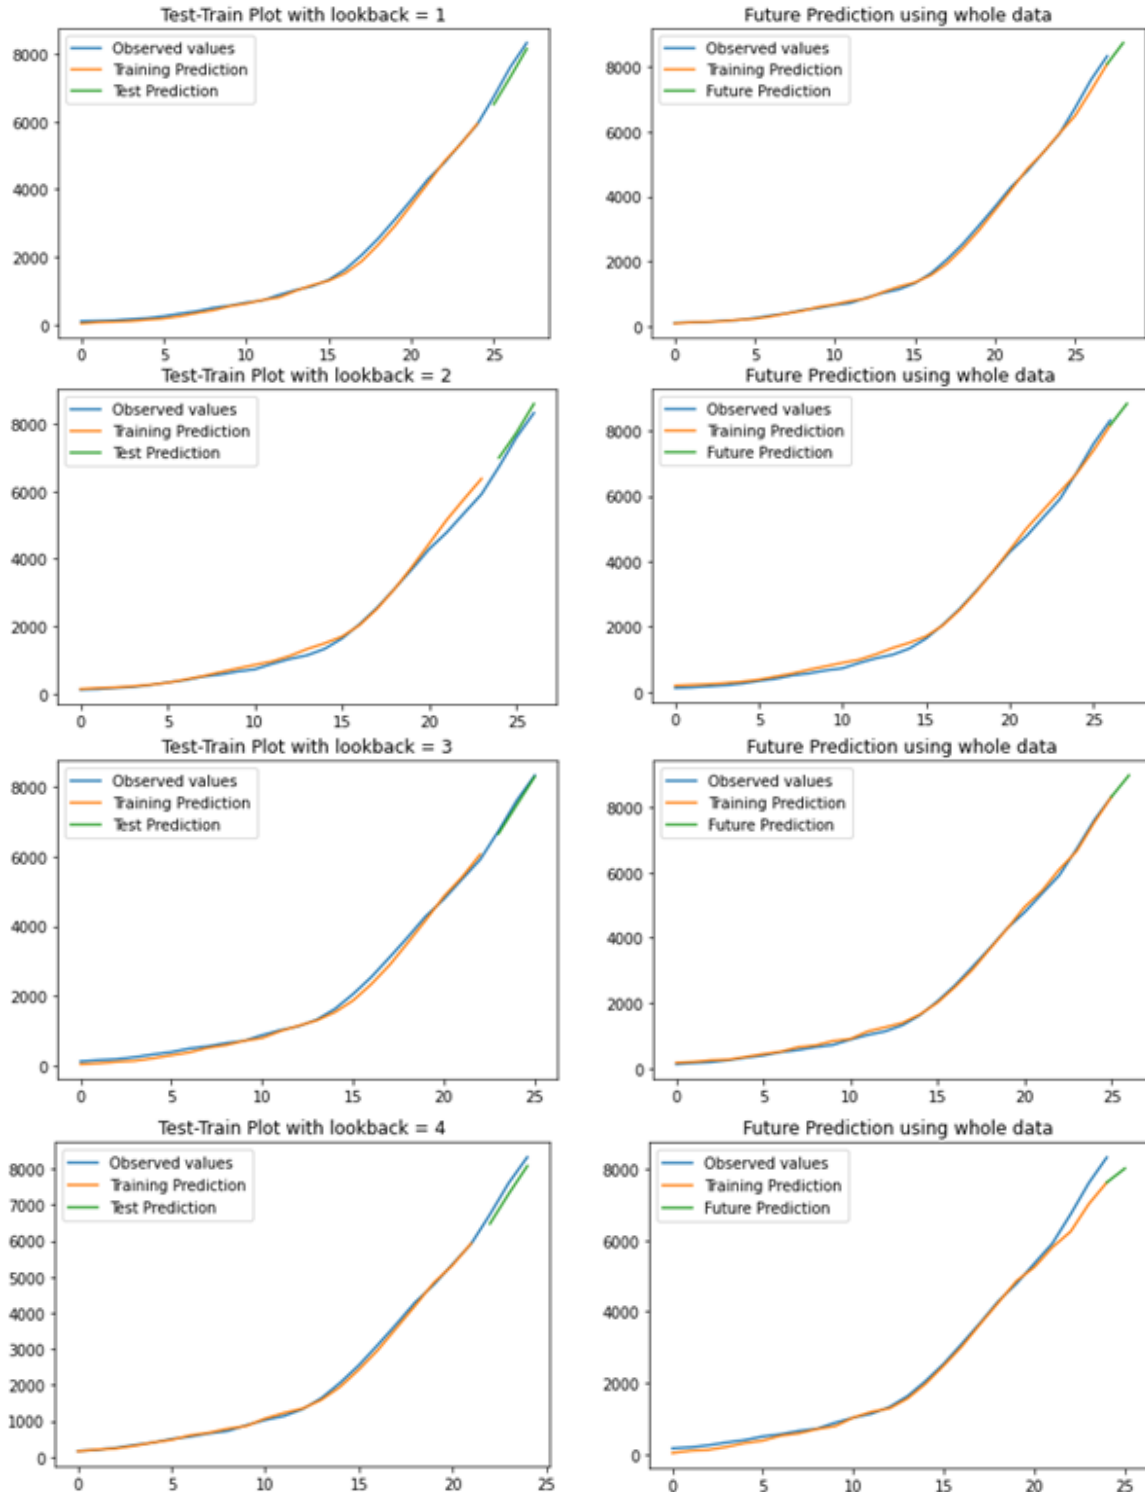 Test-Train Plot with lookback = 1
Observed values
Training Prediction
Test Prediction
8000
6000
4000
2000
0
0 5 10 15 20 25
Future Prediction using whole data
Observed values
Training Prediction
Future Prediction
8000
6000
4000
2000
0
0 5 10 15 20 25
Test-Train Plot with lookback = 2
Observed values
Training Prediction
Test Prediction
8000
6000
4000
2000
0
0 5 10 15 20 25
Future Prediction using whole data
Observed values
Training Prediction
Future Prediction
8000
6000
4000
2000
0
0 5 10 15 20 25
Test-Train Plot with lookback = 3
Observed values
Training Prediction
Test Prediction
8000
6000
4000
2000
0
0 5 10 15 20 25
Future Prediction using whole data
Observed values
Training Prediction
Future Prediction
8000
6000
4000
2000
0
0 5 10 15 20 25
Test-Train Plot with lookback = 4
Observed values
Training Prediction
Test Prediction
8000
7000
6000
5000
4000
3000
2000
1000
0
0 5 10 15 20 25
Future Prediction using whole data
Observed values
Training Prediction
Future Prediction
8000
6000
4000
2000
0
0 5 10 15 20 25